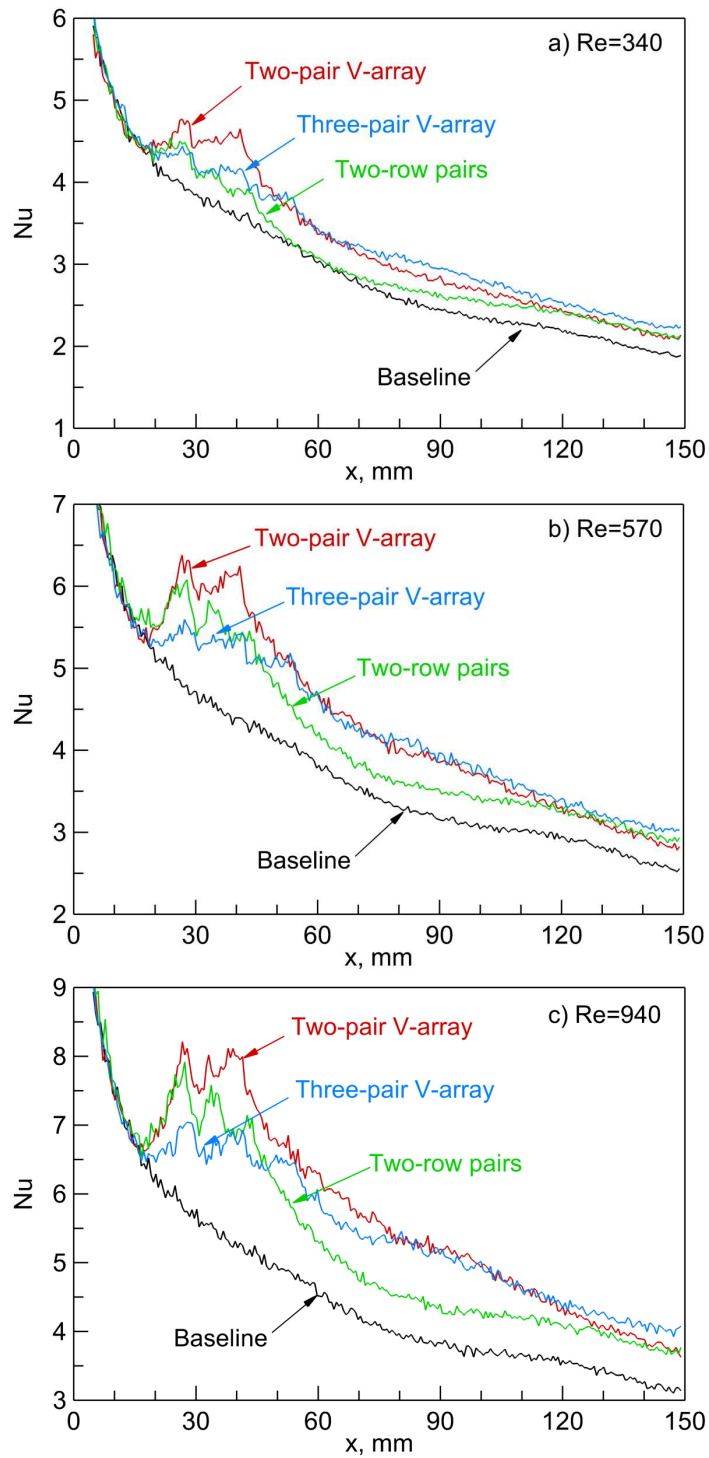 6
a) Re=340
Two-pair V-array
5
Three-pair V-array
Two-row pairs
4
Nu
3
2
Baseline
1
0 30 60 90 120 150
x, mm
7
b) Re=570
Two-pair V-array
6
Three-pair V-array
5
Two-row pairs
Nu
4
3
Baseline
2
0 30 60 90 120 150
x, mm
9
c) Re=940
Two-pair V-array
8
Three-pair V-array
7
Two-row pairs
6
Nu
5
Baseline
4
3
0 30 60 90 120 150
x, mm